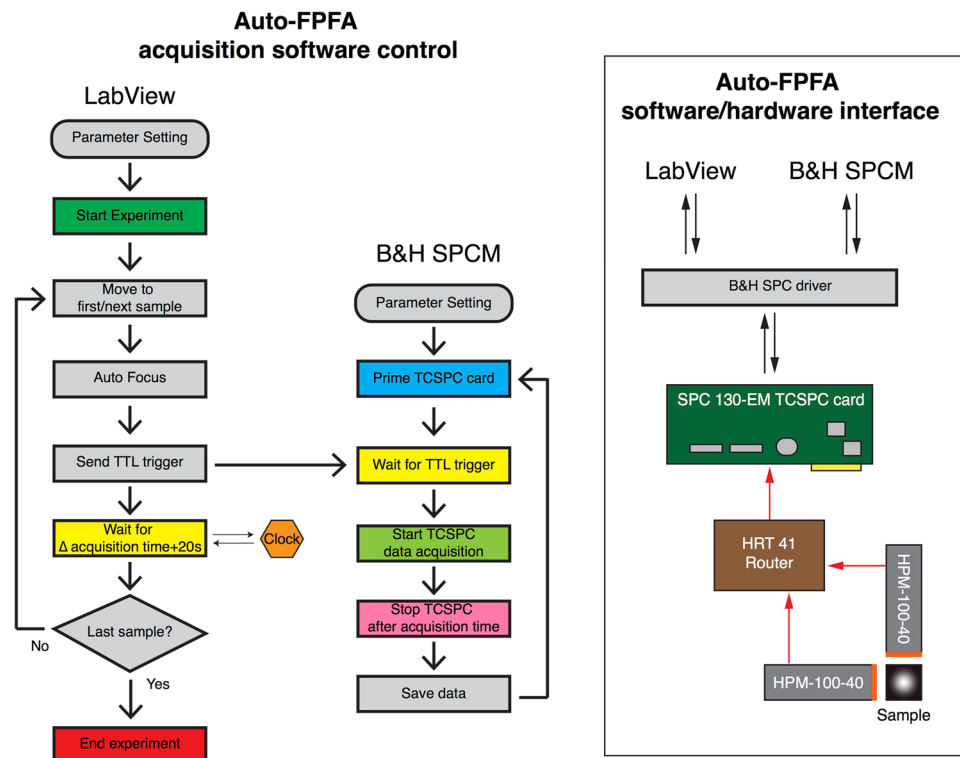 Auto-FPFA
acquisition software control
LabView
Parameter Setting
Start Experiment
Move to
first/next sample
Auto Focus
Send TTL trigger
Wait for
Δ acquisition time+20s
Clock
Last sample?
No
Yes
End experiment
B&H SPCM
Parameter Setting
Prime TCSPC card
Wait for TTL trigger
Start TCSPC
data acquisition
Stop TCSPC
after acquisition time
Save data
Auto-FPFA
software/hardware interface
LabView
B&H SPCM
B&H SPC driver
SPC 130-EM TCSPC card
HRT 41
Router
HPM-100-40
HPM-100-40
Sample